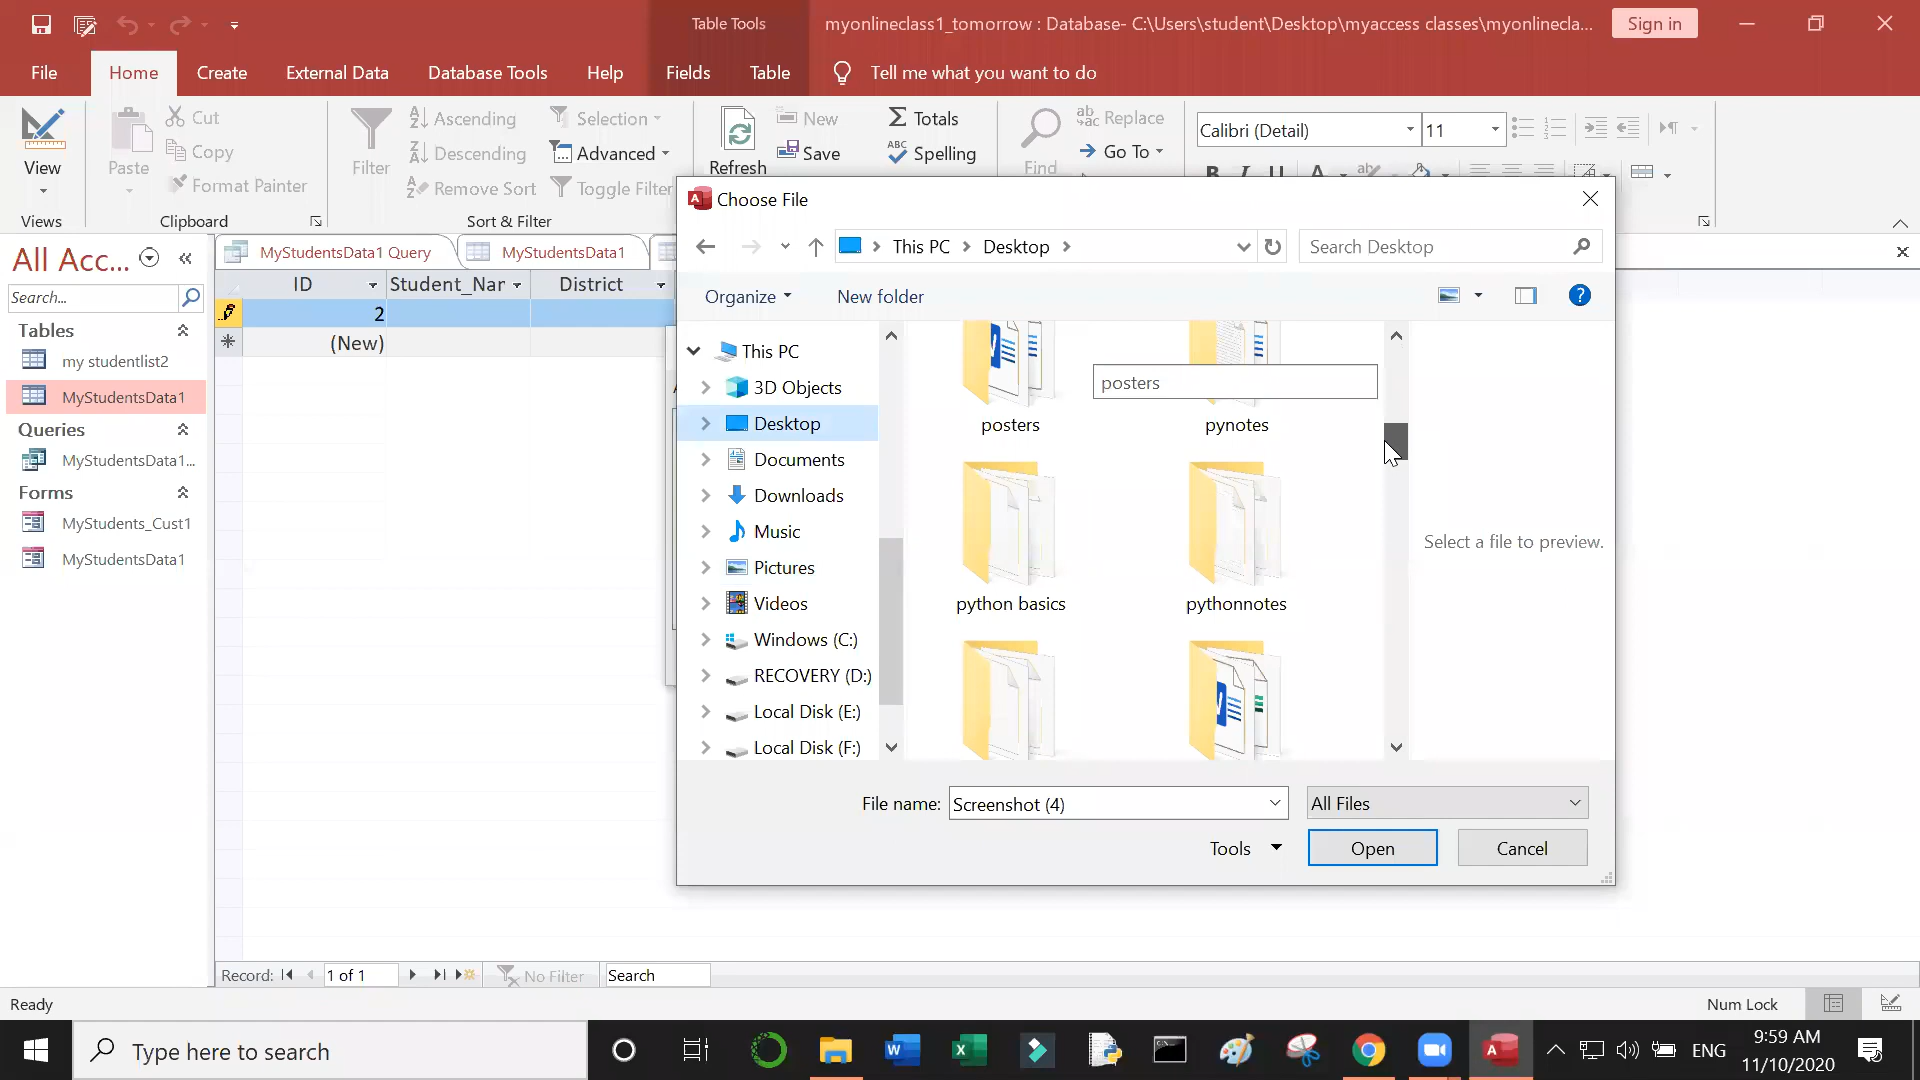 Table Tools
myonlineclass1_tomorrow : Database- C:\Users\student\Desktop\myaccess classes\myonlinecla...
Sign in
File
Home
Create
External Data
Database Tools
Help
Fields
Table
Tell me what you want to do
View
Paste
Cut
Copy
Format Painter
Filter
Ascending
Descending
Remove Sort
Selection
Advanced
Toggle Filter
Refresh
New
Save
Totals
Spelling
Find
Replace
Go To
Calibri (Detail)
11
Views
Clipboard
Sort & Filter
All Acc...
Search...
Tables
my studentlist2
MyStudentsData1
Queries
MyStudentsData1...
Forms
MyStudents_Cust1
MyStudentsData1
MyStudentsData1 Query
MyStudentsData1
ID
Student_Nar
District
2
(New)
Choose File
This PC
Desktop
Search Desktop
Organize
New folder
This PC
3D Objects
Desktop
Documents
Downloads
Music
Pictures
Videos
Windows (C:)
RECOVERY (D:)
Local Disk (E:)
Local Disk (F:)
posters
posters
pynotes
python basics
pythonnotes
Select a file to preview.
File name:
Screenshot (4)
All Files
Tools
Open
Cancel
Record:
1 of 1
No Filter
Search
Ready
Num Lock
Type here to search
ENG
9:59 AM
11/10/2020